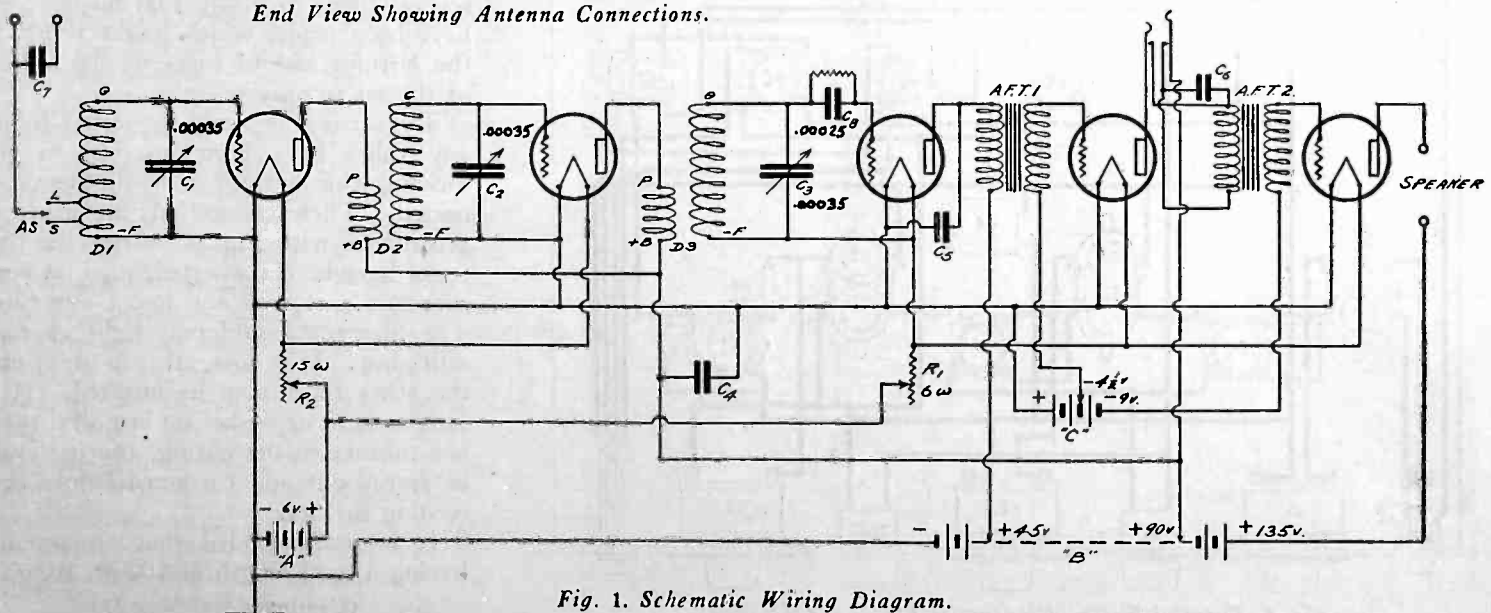 End View Showing Antenna Connections.
C7
G
.00035
C1
L
AS
S
-F
D1
P
+B
G
.00035
C2
-F
D2
P
+B
G
C8
.00025
C3
.00035
-F
D3
C5
A.F.T.1
C6
A.F.T.2.
SPEAKER
15 ω
R2
C4
R1
6 ω
-4½v
+
-9v.
"C"
- 6v. +
"A"
-
+45v.
"B"
+90v.
+135v.
Fig. 1. Schematic Wiring Diagram.